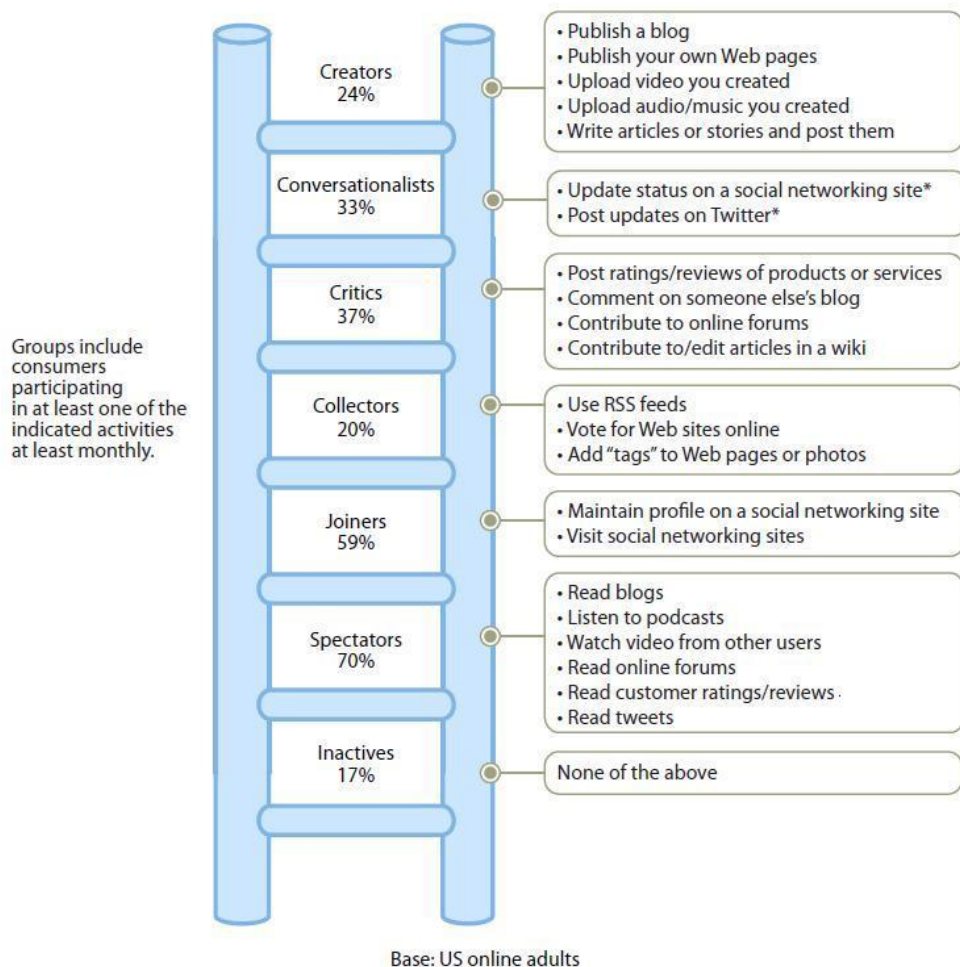 Creators
24%
• Publish a blog
• Publish your own Web pages
• Upload video you created
• Upload audio/music you created
• Write articles or stories and post them
Conversationalists
33%
• Update status on a social networking site*
• Post updates on Twitter*
Critics
37%
• Post ratings/reviews of products or services
• Comment on someone else's blog
• Contribute to online forums
• Contribute to/edit articles in a wiki
Groups include
consumers
participating
in at least one of the
indicated activities
at least monthly.
Collectors
20%
• Use RSS feeds
• Vote for Web sites online
• Add “tags” to Web pages or photos
Joiners
59%
• Maintain profile on a social networking site
• Visit social networking sites
Spectators
70%
• Read blogs
• Listen to podcasts
• Watch video from other users
• Read online forums
• Read customer ratings/reviews .
• Read tweets
Inactives
17%
None of the above
Base: US online adults